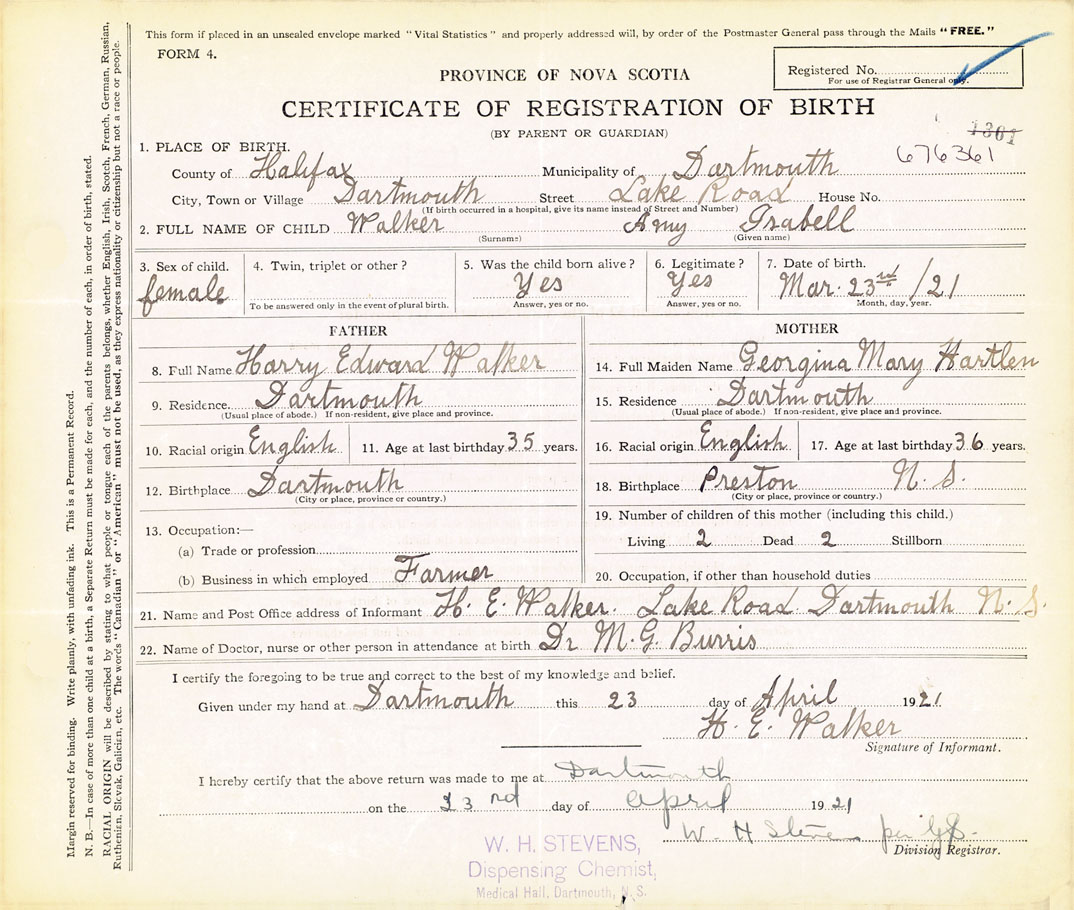 This form if placed in an unsealed envelope marked "Vital Statistics" and properly addressed will, by order of the Postmaster General pass through the Mails "FREE."
FORM 4.
Registered No.
For use of Registrar General only.
PROVINCE OF NOVA SCOTIA
CERTIFICATE OF REGISTRATION OF BIRTH
(BY PARENT OR GUARDIAN)
1301
676361
1. PLACE OF BIRTH.
County of Halifax Municipality of Dartmouth
City, Town or Village Dartmouth Street Lake Road House No.
(If birth occurred in a hospital, give its name instead of Street and Number)
2. FULL NAME OF CHILD Walker Amy Isabell
(Surname) (Given name)
3. Sex of child. 4. Twin, triplet or other? 5. Was the child born alive? 6. Legitimate? 7. Date of birth.
female Yes Yes Mar. 23rd /21
To be answered only in the event of plural birth. Answer, yes or no. Answer, yes or no. Month, day, year.
FATHER
8. Full Name Harry Edward Walker
9. Residence. Dartmouth
(Usual place of abode.) If non-resident, give place and province.
10. Racial origin English 11. Age at last birthday 35 years.
12. Birthplace Dartmouth
(City or place, province or country.)
13. Occupation:—
(a) Trade or profession
(b) Business in which employed Farmer
MOTHER
14. Full Maiden Name Georgina Mary Hartlen
15. Residence Dartmouth
(Usual place of abode.) If non-resident, give place and province.
16. Racial origin English 17. Age at last birthday 36 years.
18. Birthplace Preston N. S.
(City or place, province or country.)
19. Number of children of this mother (including this child.)
Living 2 Dead 2 Stillborn
20. Occupation, if other than household duties
21. Name and Post Office address of Informant H. E. Walker. Lake Road Dartmouth N. S.
22. Name of Doctor, nurse or other person in attendance at birth Dr M. G. Burris
I certify the foregoing to be true and correct to the best of my knowledge and belief.
Given under my hand at Dartmouth this 23 day of April 1921
H. E. Walker
Signature of Informant.
I hereby certify that the above return was made to me at Dartmouth
on the 23rd day of April 1921
W. H Stevens per
Division Registrar.
W. H. STEVENS,
Dispensing Chemist,
Medical Hall, Dartmouth, N. S.
Margin reserved for binding. Write plainly, with unfading ink. This is a Permanent Record.
N. B.—In case of more than one child at a birth, a Separate Return must be made for each, and the number of each, in order of birth, stated.
RACIAL ORIGIN will be described by stating to what people or tongue each of the parents belongs, whether English, Irish, Scotch, French, German, Russian,
Ruthenian, Slovak, Galician, etc. The words "Canadian" or "American" must not be used, as they express nationality or citizenship but not a race or people.